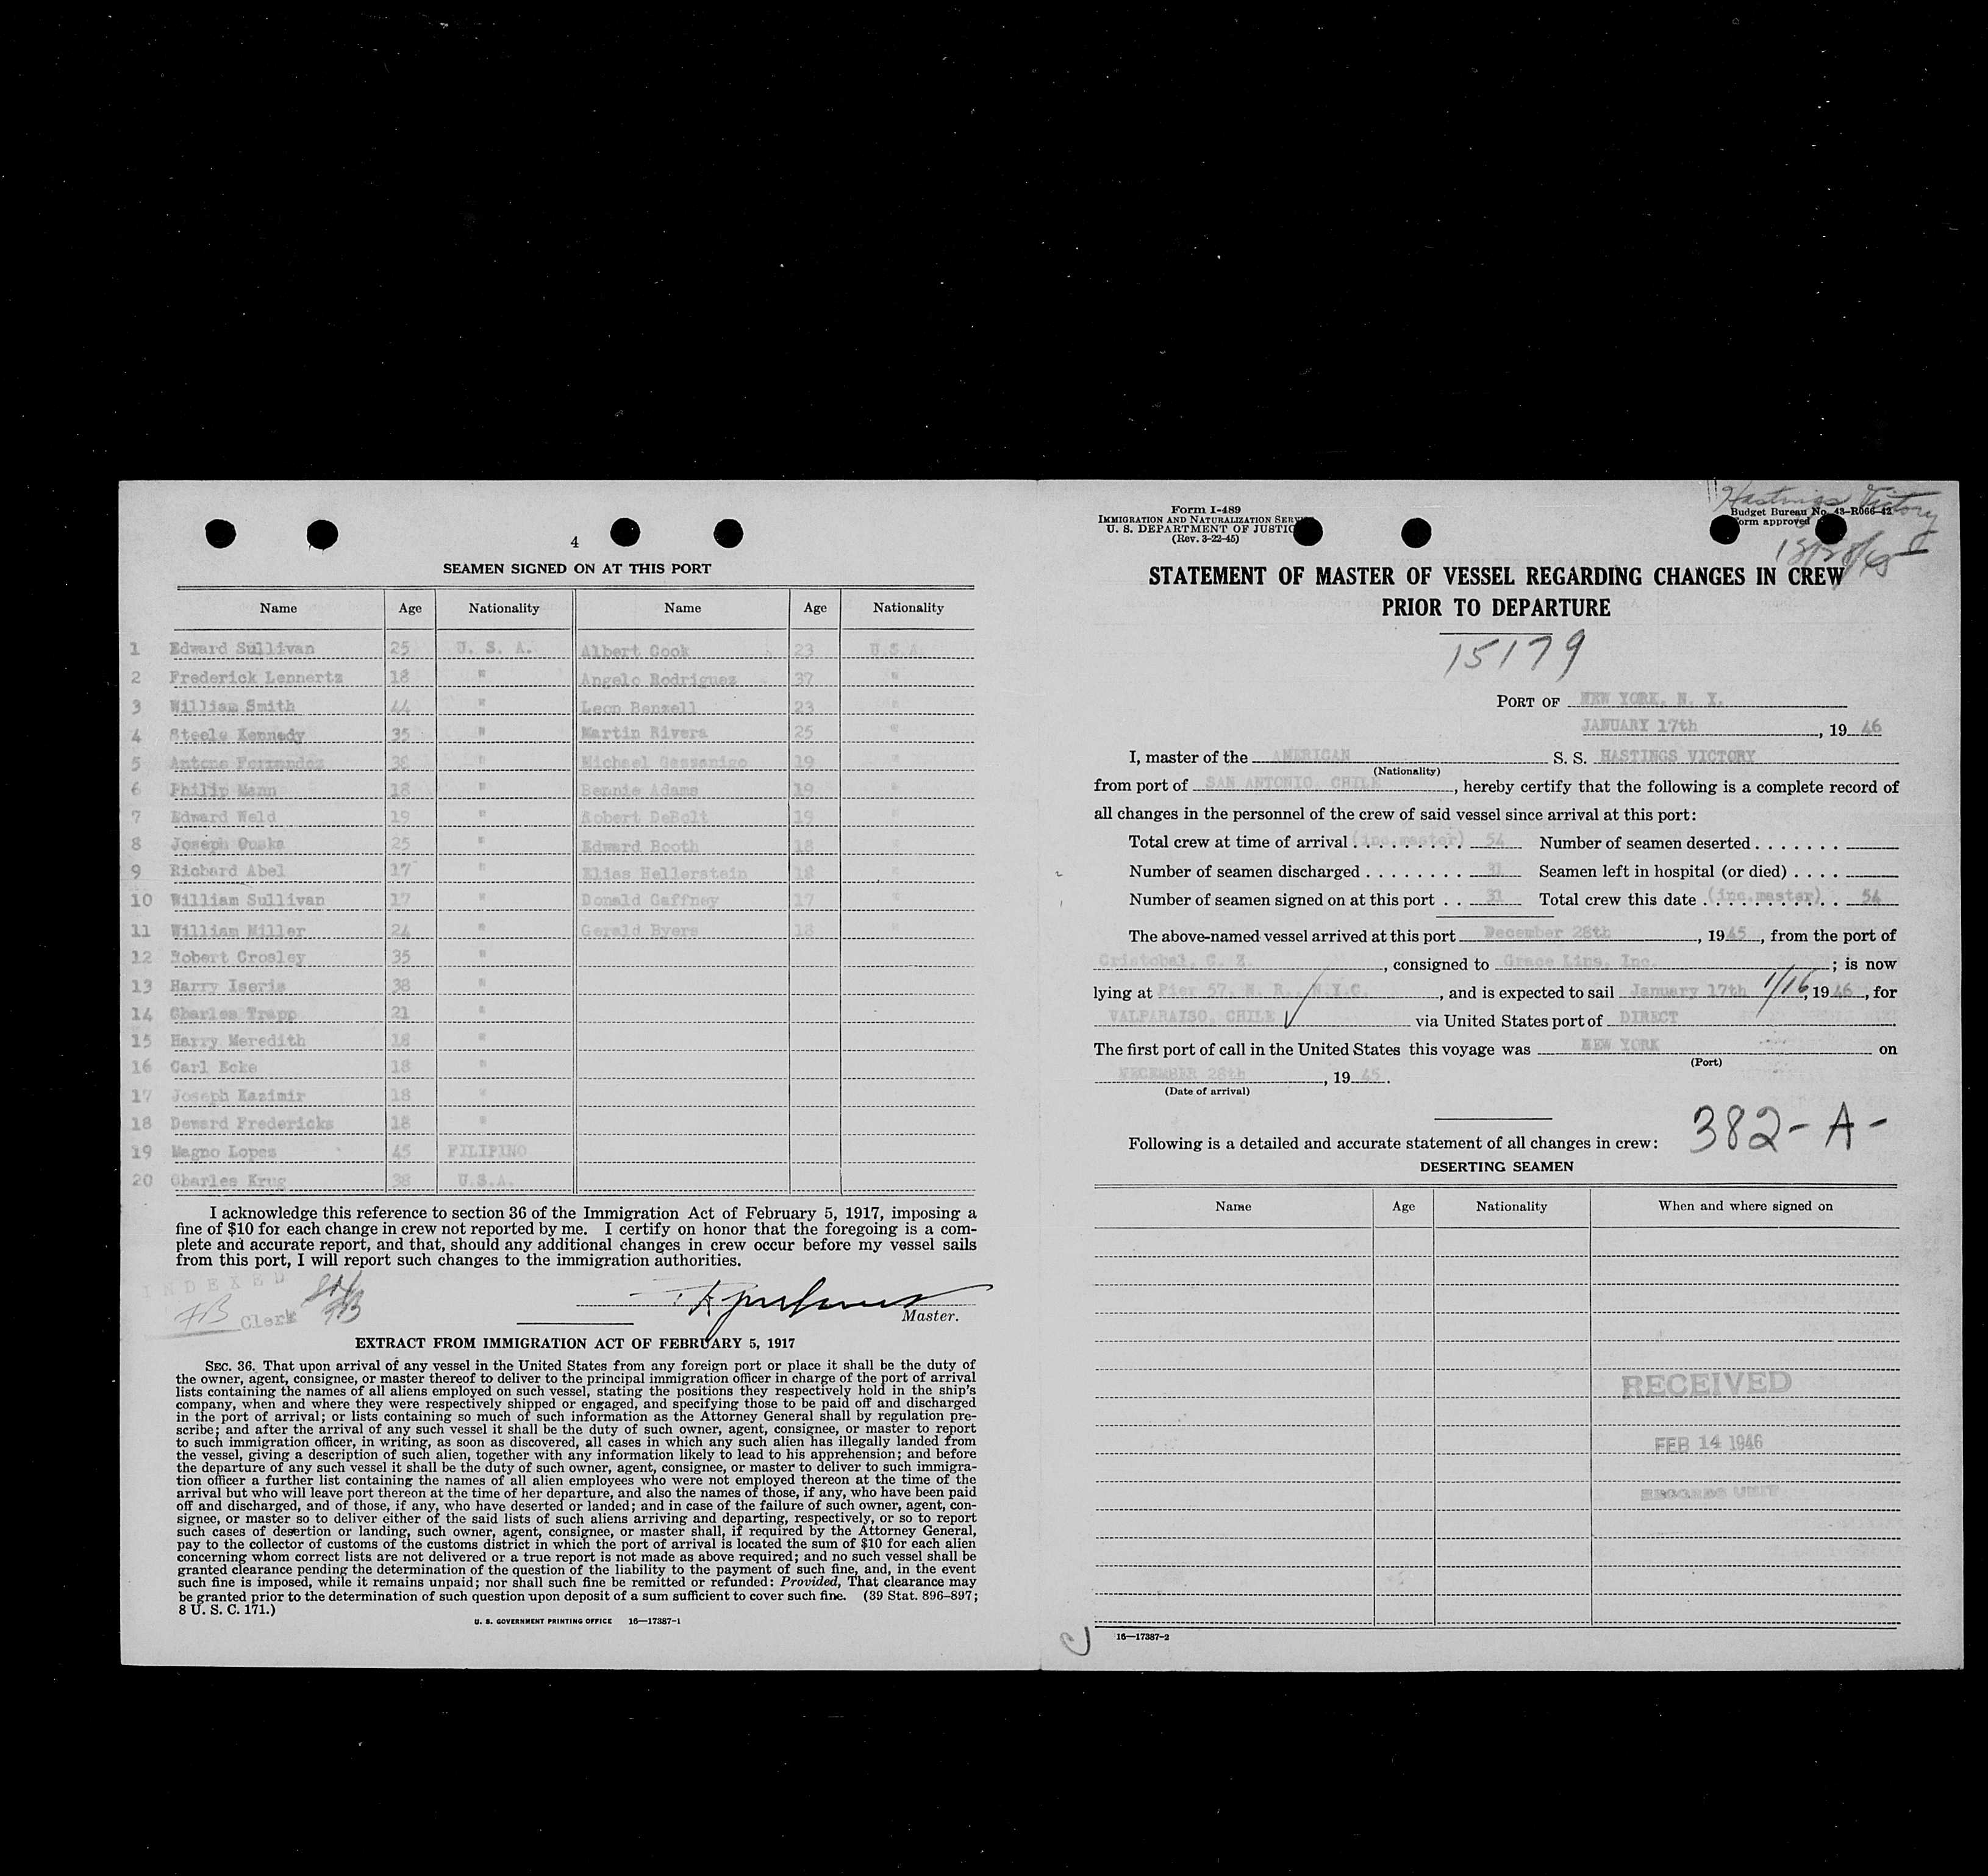 4
SEAMEN SIGNED ON AT THIS PORT
Name Age Nationality Name Age Nationality
1 Edward Sullivan 25 U. S. A. Albert Cook 23 U.S.A.
2 Frederick Lennertz 18 " Angelo Rodriguez 37 "
3 William Smith 44 " Leon Benzell 23 "
4 Steele Kennedy 35 " Martin Rivera 25 "
5 Antone Fernandez 38 " Michael 19 "
6 Philip Mann 18 " Bennie Adams 19 "
7 Edward Weld 19 " Robert DeBolt 19 "
8 Joseph 25 " Edward Booth 18 "
9 Richard Abel 17 " Elias Hellerstein 18 "
10 William Sullivan 17 " Donald Gaffney 17 "
11 William Miller 24 " Gerald Byers 18 "
12 Robert Crosley 35 "
13 Harry Iseris 38 "
14 Charles Trapp 21 "
15 Harry Meredith 18 "
16 Carl Ecke 18 "
17 Joseph Kazimir 18 "
18 Deward Fredericks 18 "
19 Magno Lopes 45 FILIPINO
20 Charles Krug 38 U.S.A.
I acknowledge this reference to section 36 of the Immigration Act of February 5, 1917, imposing a
fine of $10 for each change in crew not reported by me. I certify on honor that the foregoing is a com-
plete and accurate report, and that, should any additional changes in crew occur before my vessel sails
from this port, I will report such changes to the immigration authorities.
INDEXED
Clerk
Master.
EXTRACT FROM IMMIGRATION ACT OF FEBRUARY 5, 1917
SEC. 36. That upon arrival of any vessel in the United States from any foreign port or place it shall be the duty of
the owner, agent, consignee, or master thereof to deliver to the principal immigration officer in charge of the port of arrival
lists containing the names of all aliens employed on such vessel, stating the positions they respectively hold in the ship's
company, when and where they were respectively shipped or engaged, and specifying those to be paid off and discharged
in the port of arrival; or lists containing so much of such information as the Attorney General shall by regulation pre-
scribe; and after the arrival of any such vessel it shall be the duty of such owner, agent, consignee, or master to report
to such immigration officer, in writing, as soon as discovered, all cases in which any such alien has illegally landed from
the vessel, giving a description of such alien, together with any information likely to lead to his apprehension; and before
the departure of any such vessel it shall be the duty of such owner, agent, consignee, or master to deliver to such immigra-
tion officer a further list containing the names of all alien employees who were not employed thereon at the time of the
arrival but who will leave port thereon at the time of her departure, and also the names of those, if any, who have been paid
off and discharged, and of those, if any, who have deserted or landed; and in case of the failure of such owner, agent, con-
signee, or master so to deliver either of the said lists of such aliens arriving and departing, respectively, or so to report
such cases of desertion or landing, such owner, agent, consignee, or master shall, if required by the Attorney General,
pay to the collector of customs of the customs district in which the port of arrival is located the sum of $10 for each alien
concerning whom correct lists are not delivered or a true report is not made as above required; and no such vessel shall be
granted clearance pending the determination of the question of the liability to the payment of such fine, and, in the event
such fine is imposed, while it remains unpaid; nor shall such fine be remitted or refunded: Provided, That clearance may
be granted prior to the determination of such question upon deposit of a sum sufficient to cover such fine. (39 Stat. 896–897;
8 U. S. C. 171.)
U. S. GOVERNMENT PRINTING OFFICE 16—17387-1
Hastings Victory
12/28/45
Form I-489
IMMIGRATION AND NATURALIZATION SERV
U. S. DEPARTMENT OF JUSTIC
(Rev. 3-22-45)
Budget Bureau No. 43-R066-42
orm approved
STATEMENT OF MASTER OF VESSEL REGARDING CHANGES IN CREW
PRIOR TO DEPARTURE
15179
PORT OF NEW YORK, N. Y.
JANUARY 17th, 1946
I, master of the AMERICAN S. S. HASTINGS VICTORY
(Nationality)
from port of SAN ANTONIO, CHILE, hereby certify that the following is a complete record of
all changes in the personnel of the crew of said vessel since arrival at this port:
Total crew at time of arrival (inc.master) 54 Number of seamen deserted
Number of seamen discharged 31 Seamen left in hospital (or died)
Number of seamen signed on at this port 31 Total crew this date (inc.master) 54
The above-named vessel arrived at this port December 28th, 1945, from the port of
Cristobal, C. Z., consigned to Grace Line, Inc.; is now
lying at Pier 57, N. R., N.Y.C., and is expected to sail January 17th 1/16, 1946, for
VALPARAISO, CHILE via United States port of DIRECT
The first port of call in the United States this voyage was NEW YORK on
(Port)
DECEMBER 28th, 1945.
(Date of arrival)
382-A-
Following is a detailed and accurate statement of all changes in crew:
DESERTING SEAMEN
Name Age Nationality When and where signed on
RECEIVED
FEB 14 1946
RECORDS UNIT
16—17387-2